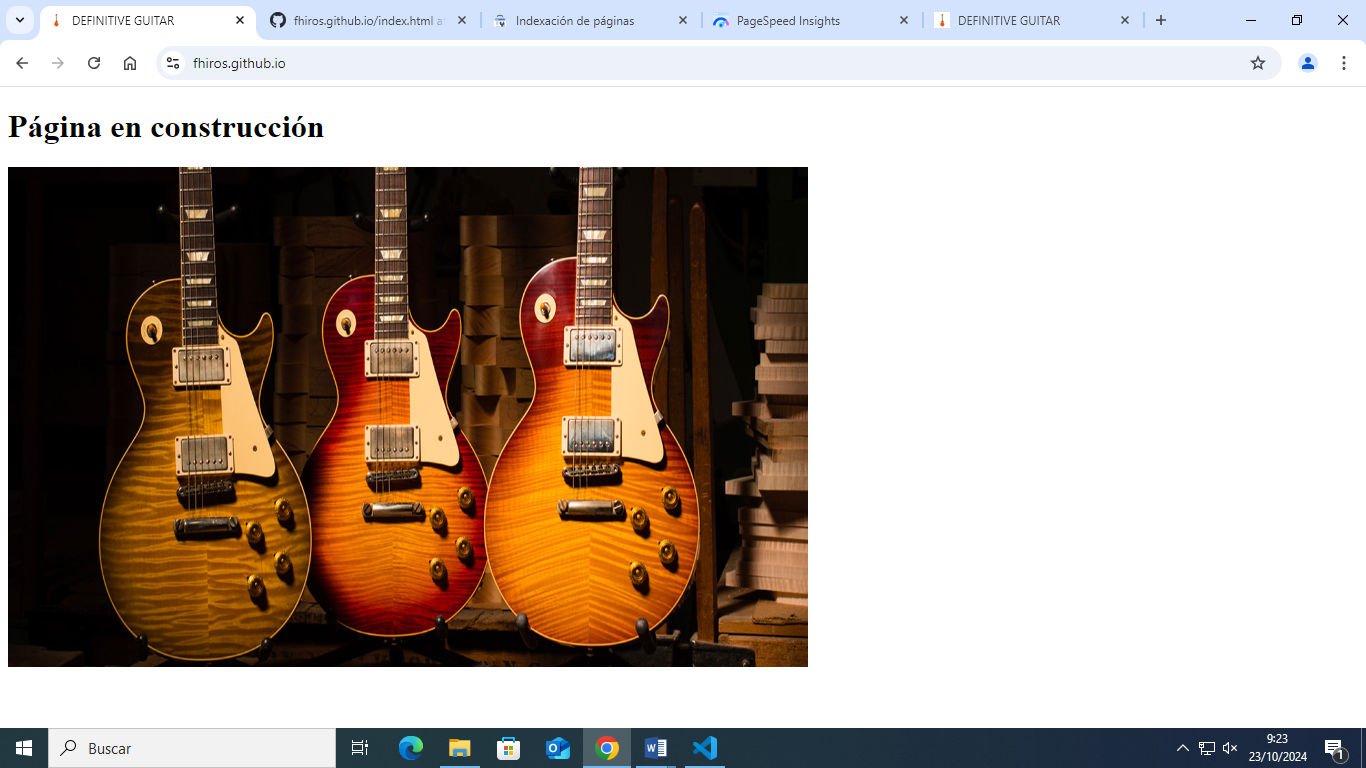 DEFINITIVE GUITAR
fhiros.github.io/index.html at
Indexación de páginas
PageSpeed Insights
DEFINITIVE GUITAR
fhiros.github.io
Página en construcción
Buscar
9:23
23/10/2024
1